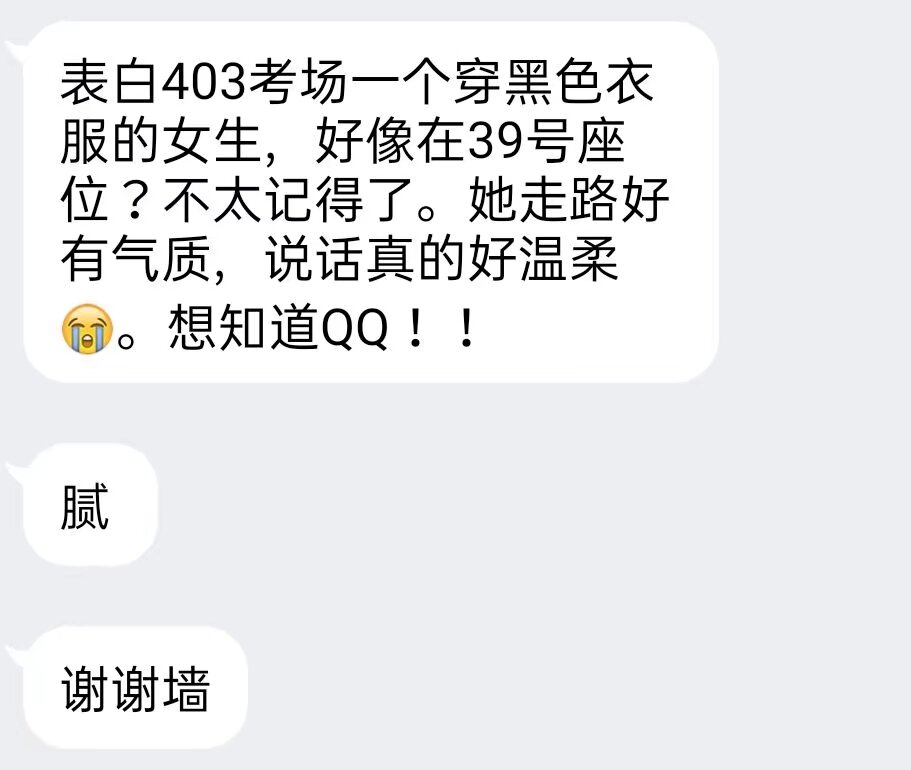 表白403考场一个穿黑色衣
服的女生，好像在39号座
位？不太记得了。她走路好
有气质，说话真的好温柔
😭。想知道QQ！！
腻
谢谢墙